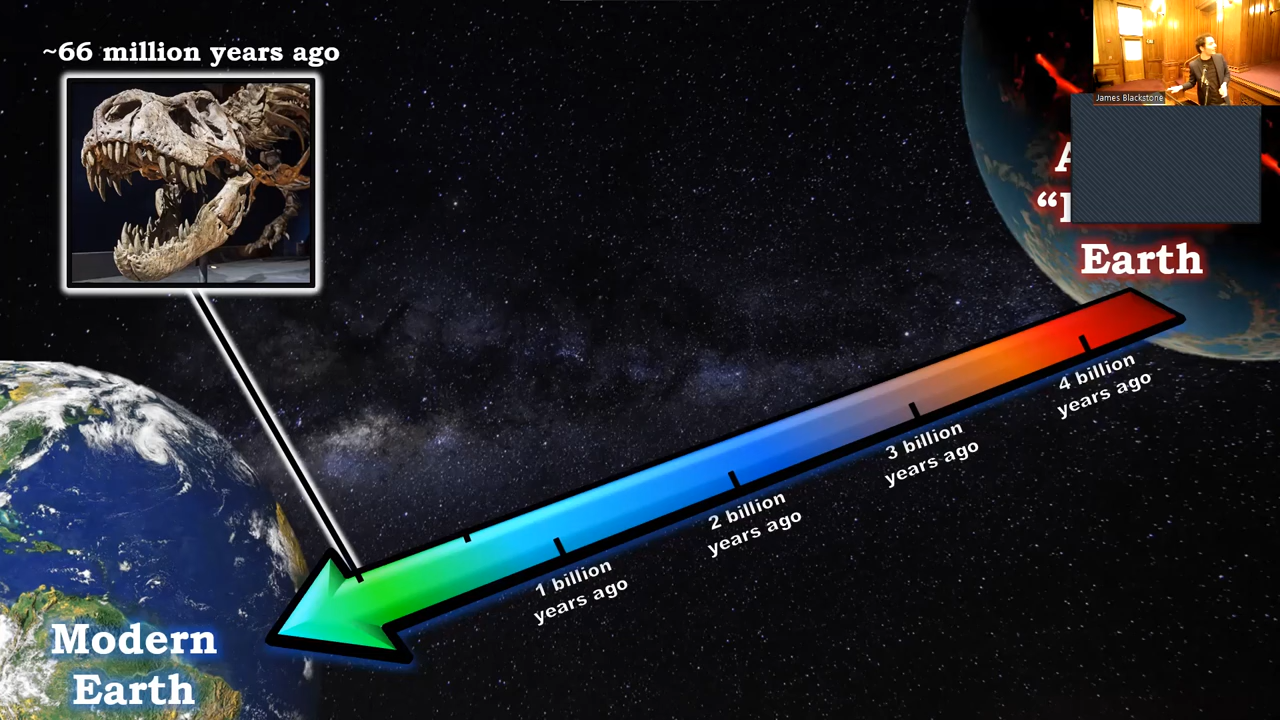 ~66 million years ago
James Blackstone
Earth
4 billion
years ago
3 billion
years ago
2 billion
years ago
1 billion
years ago
Modern
Earth